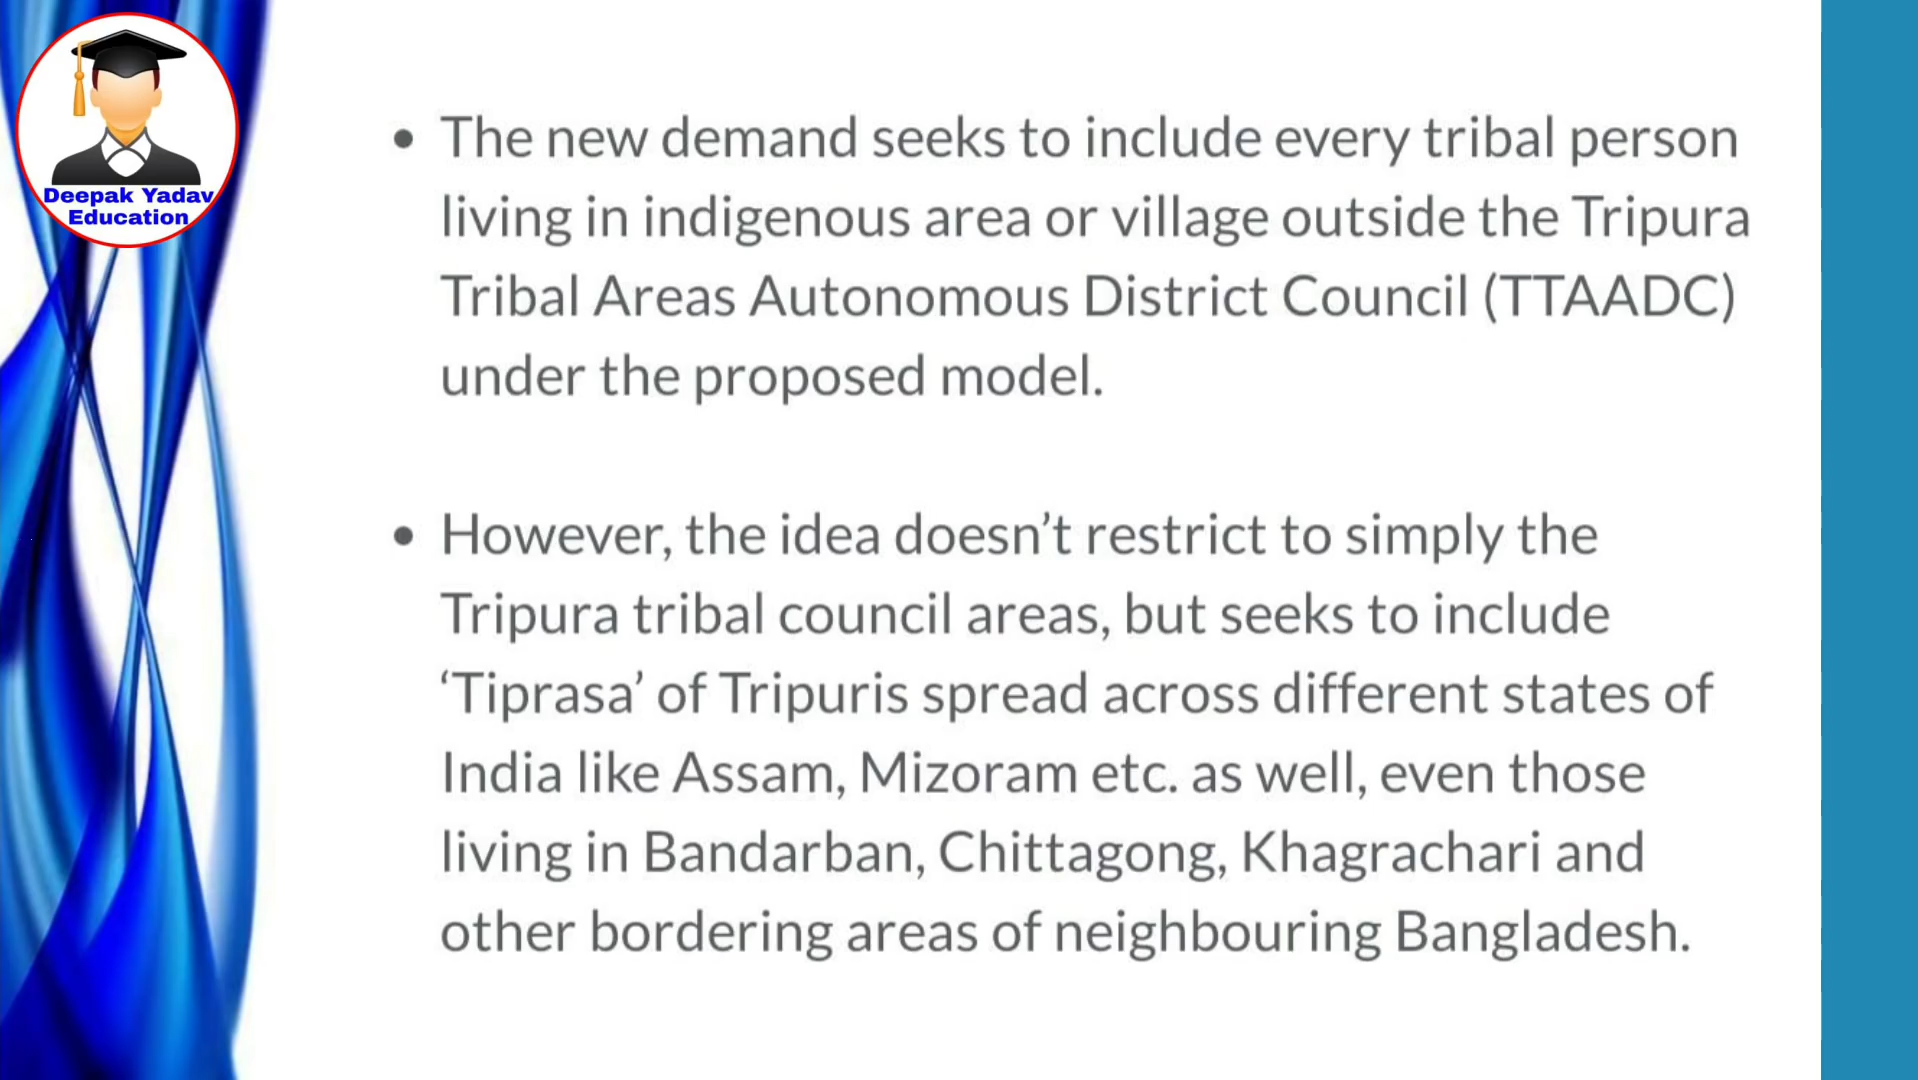 Deepak Yadav
Education
• The new demand seeks to include every tribal person
living in indigenous area or village outside the Tripura
Tribal Areas Autonomous District Council (TTAADC)
under the proposed model.
• However, the idea doesn’t restrict to simply the
Tripura tribal council areas, but seeks to include
‘Tiprasa’ of Tripuris spread across different states of
India like Assam, Mizoram etc. as well, even those
living in Bandarban, Chittagong, Khagrachari and
other bordering areas of neighbouring Bangladesh.